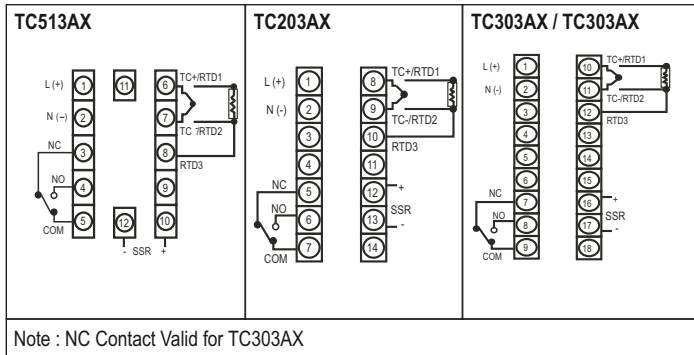 TC513AX
L (+)
1
11
6
TC+/RTD1
N (–)
2
7
TC-/RTD2
NC
3
8
RTD3
NO
4
9
COM
5
12
10
- SSR +
TC203AX
L (+)
1
8
TC+/RTD1
N (-)
2
9
TC-/RTD2
3
10
RTD3
4
11
NC
5
12
+
NO
6
13
SSR
-
COM
7
14
TC303AX / TC303AX
L (+)
1
10
TC+/RTD1
N (-)
2
11
TC-/RTD2
3
12
RTD3
4
13
5
14
6
15
NC
7
16
+
NO
8
17
SSR
-
COM
9
18
Note : NC Contact Valid for TC303AX